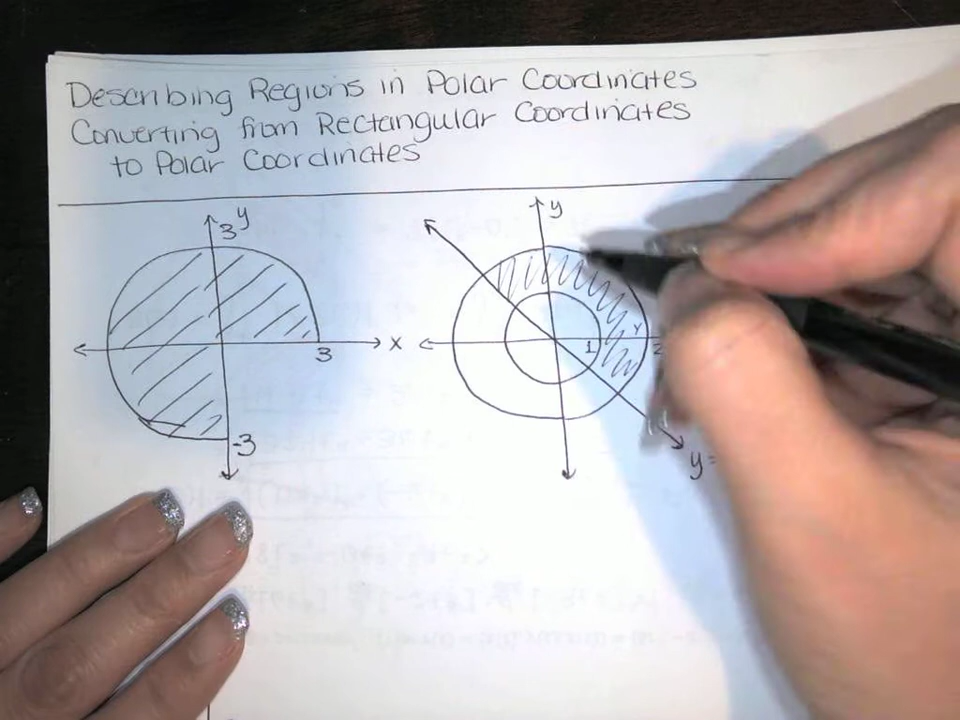 Describing Regions in Polar Coordinates
Converting from Rectangular Coordinates
to Polar Coordinates
y
3
x
3
-3
y
1
2
y=